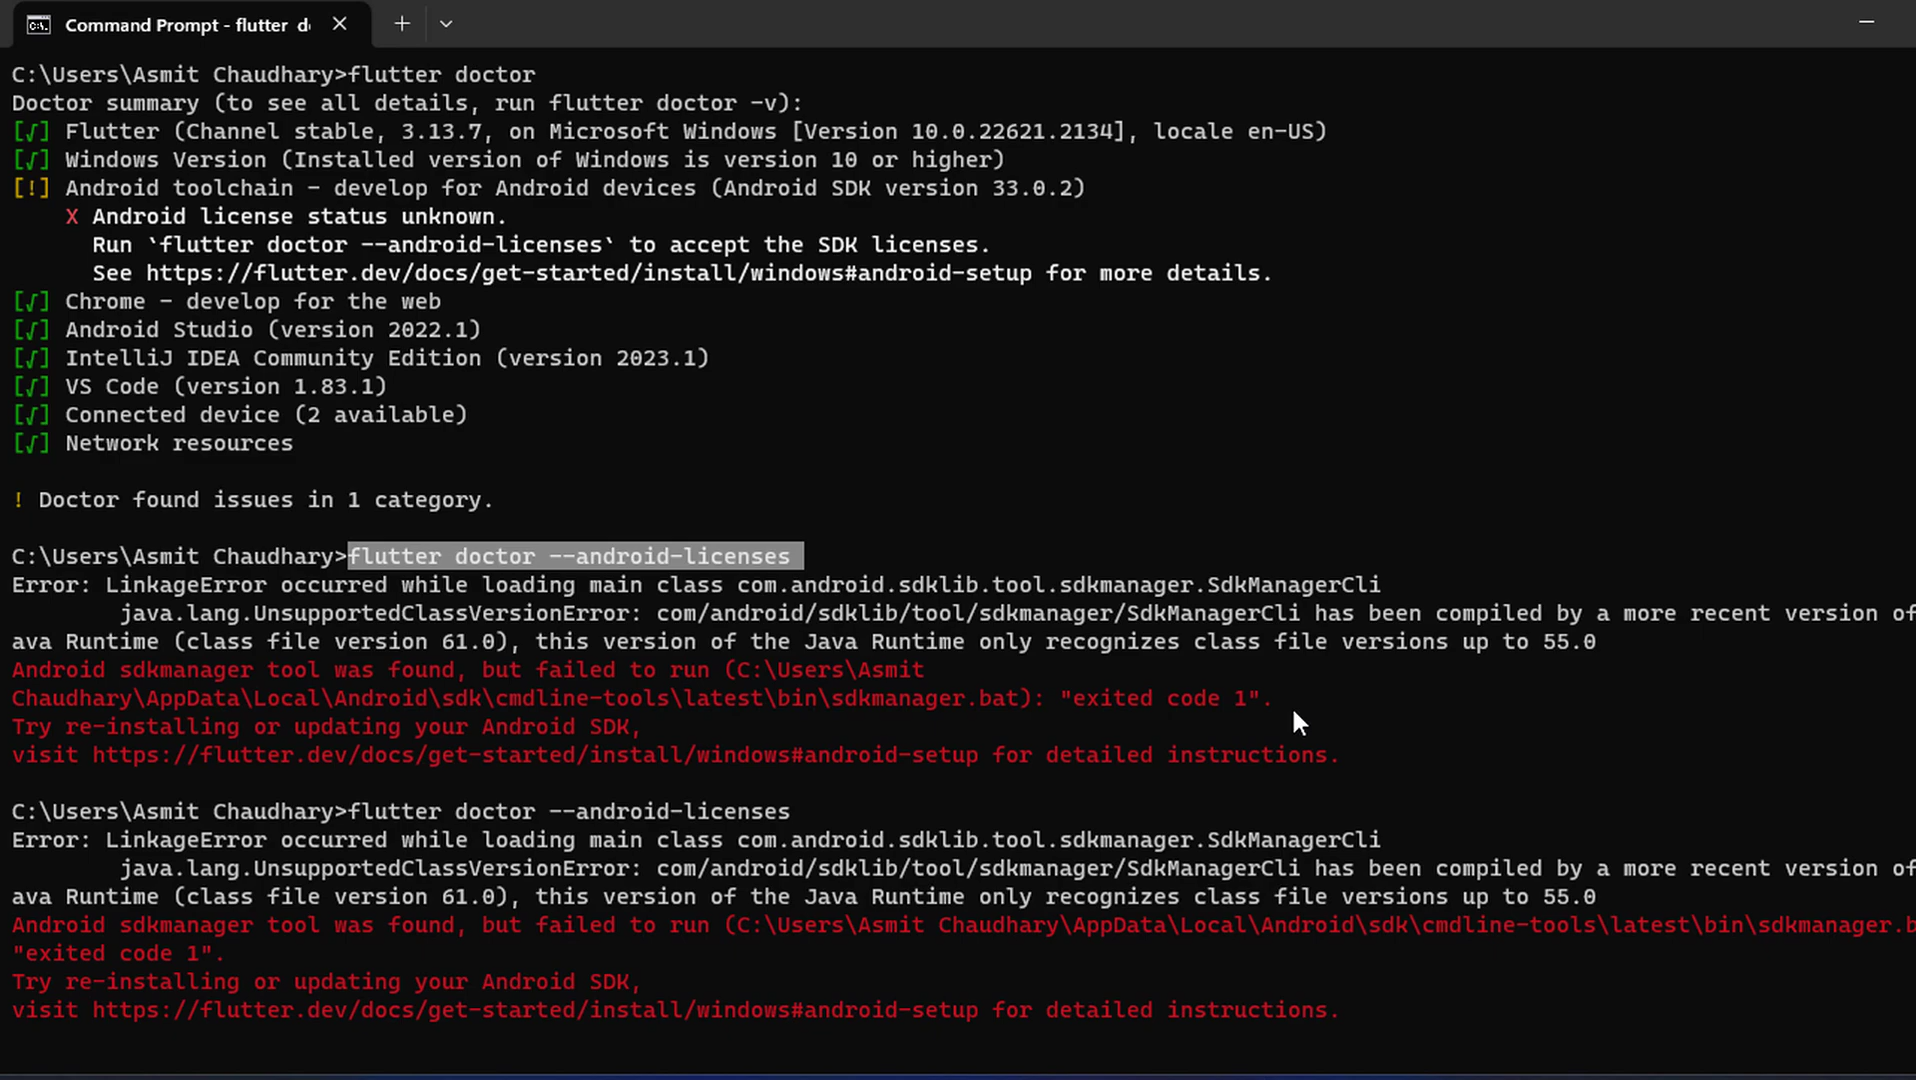 Command Prompt - flutter d
C:\Users\Asmit Chaudhary>flutter doctor
Doctor summary (to see all details, run flutter doctor -v):
[√] Flutter (Channel stable, 3.13.7, on Microsoft Windows [Version 10.0.22621.2134], locale en-US)
[√] Windows Version (Installed version of Windows is version 10 or higher)
[!] Android toolchain - develop for Android devices (Android SDK version 33.0.2)
X Android license status unknown.
Run `flutter doctor --android-licenses` to accept the SDK licenses.
See https://flutter.dev/docs/get-started/install/windows#android-setup for more details.
[√] Chrome - develop for the web
[√] Android Studio (version 2022.1)
[√] IntelliJ IDEA Community Edition (version 2023.1)
[√] VS Code (version 1.83.1)
[√] Connected device (2 available)
[√] Network resources
! Doctor found issues in 1 category.
C:\Users\Asmit Chaudhary>flutter doctor --android-licenses
Error: LinkageError occurred while loading main class com.android.sdklib.tool.sdkmanager.SdkManagerCli
java.lang.UnsupportedClassVersionError: com/android/sdklib/tool/sdkmanager/SdkManagerCli has been compiled by a more recent version of
ava Runtime (class file version 61.0), this version of the Java Runtime only recognizes class file versions up to 55.0
Android sdkmanager tool was found, but failed to run (C:\Users\Asmit
Chaudhary\AppData\Local\Android\sdk\cmdline-tools\latest\bin\sdkmanager.bat): "exited code 1".
Try re-installing or updating your Android SDK,
visit https://flutter.dev/docs/get-started/install/windows#android-setup for detailed instructions.
C:\Users\Asmit Chaudhary>flutter doctor --android-licenses
Error: LinkageError occurred while loading main class com.android.sdklib.tool.sdkmanager.SdkManagerCli
java.lang.UnsupportedClassVersionError: com/android/sdklib/tool/sdkmanager/SdkManagerCli has been compiled by a more recent version of
ava Runtime (class file version 61.0), this version of the Java Runtime only recognizes class file versions up to 55.0
Android sdkmanager tool was found, but failed to run (C:\Users\Asmit Chaudhary\AppData\Local\Android\sdk\cmdline-tools\latest\bin\sdkmanager.b
"exited code 1".
Try re-installing or updating your Android SDK,
visit https://flutter.dev/docs/get-started/install/windows#android-setup for detailed instructions.